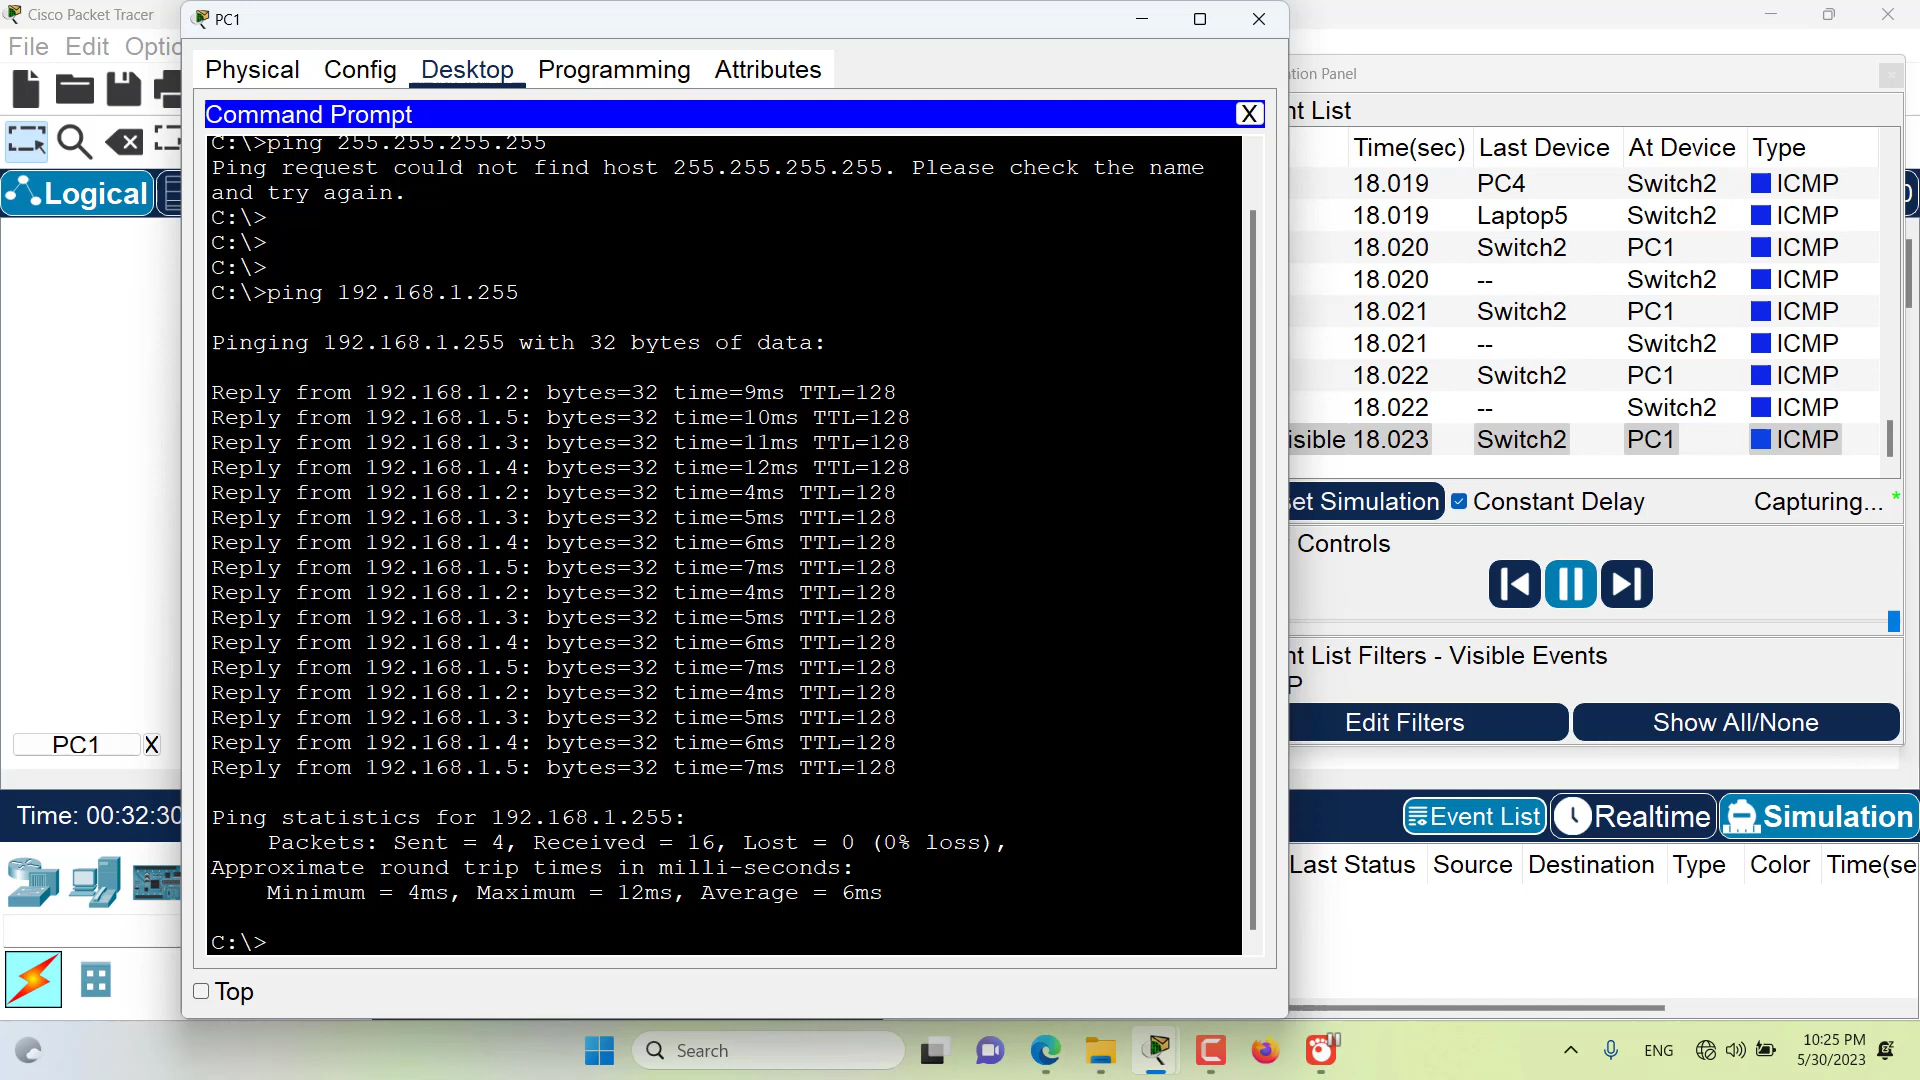 Cisco Packet Tracer
File Edit Optio
Logical
PC1 X
Time: 00:32:30
PC1
Physical Config Desktop Programming Attributes
Command Prompt X
C:\>ping 255.255.255.255
Ping request could not find host 255.255.255.255. Please check the name
and try again.
C:\>
C:\>
C:\>
C:\>ping 192.168.1.255
Pinging 192.168.1.255 with 32 bytes of data:
Reply from 192.168.1.2: bytes=32 time=9ms TTL=128
Reply from 192.168.1.5: bytes=32 time=10ms TTL=128
Reply from 192.168.1.3: bytes=32 time=11ms TTL=128
Reply from 192.168.1.4: bytes=32 time=12ms TTL=128
Reply from 192.168.1.2: bytes=32 time=4ms TTL=128
Reply from 192.168.1.3: bytes=32 time=5ms TTL=128
Reply from 192.168.1.4: bytes=32 time=6ms TTL=128
Reply from 192.168.1.5: bytes=32 time=7ms TTL=128
Reply from 192.168.1.2: bytes=32 time=4ms TTL=128
Reply from 192.168.1.3: bytes=32 time=5ms TTL=128
Reply from 192.168.1.4: bytes=32 time=6ms TTL=128
Reply from 192.168.1.5: bytes=32 time=7ms TTL=128
Reply from 192.168.1.2: bytes=32 time=4ms TTL=128
Reply from 192.168.1.3: bytes=32 time=5ms TTL=128
Reply from 192.168.1.4: bytes=32 time=6ms TTL=128
Reply from 192.168.1.5: bytes=32 time=7ms TTL=128
Ping statistics for 192.168.1.255:
Packets: Sent = 4, Received = 16, Lost = 0 (0% loss),
Approximate round trip times in milli-seconds:
Minimum = 4ms, Maximum = 12ms, Average = 6ms
C:\>
Top
tion Panel
nt List
Time(sec) Last Device At Device Type
18.019 PC4 Switch2 ICMP
18.019 Laptop5 Switch2 ICMP
18.020 Switch2 PC1 ICMP
18.020 -- Switch2 ICMP
18.021 Switch2 PC1 ICMP
18.021 -- Switch2 ICMP
18.022 Switch2 PC1 ICMP
18.022 -- Switch2 ICMP
isible 18.023 Switch2 PC1 ICMP
set Simulation Constant Delay Capturing... *
Controls
nt List Filters - Visible Events
P
Edit Filters Show All/None
Event List Realtime Simulation
Last Status Source Destination Type Color Time(se
Search
ENG
10:25 PM
5/30/2023